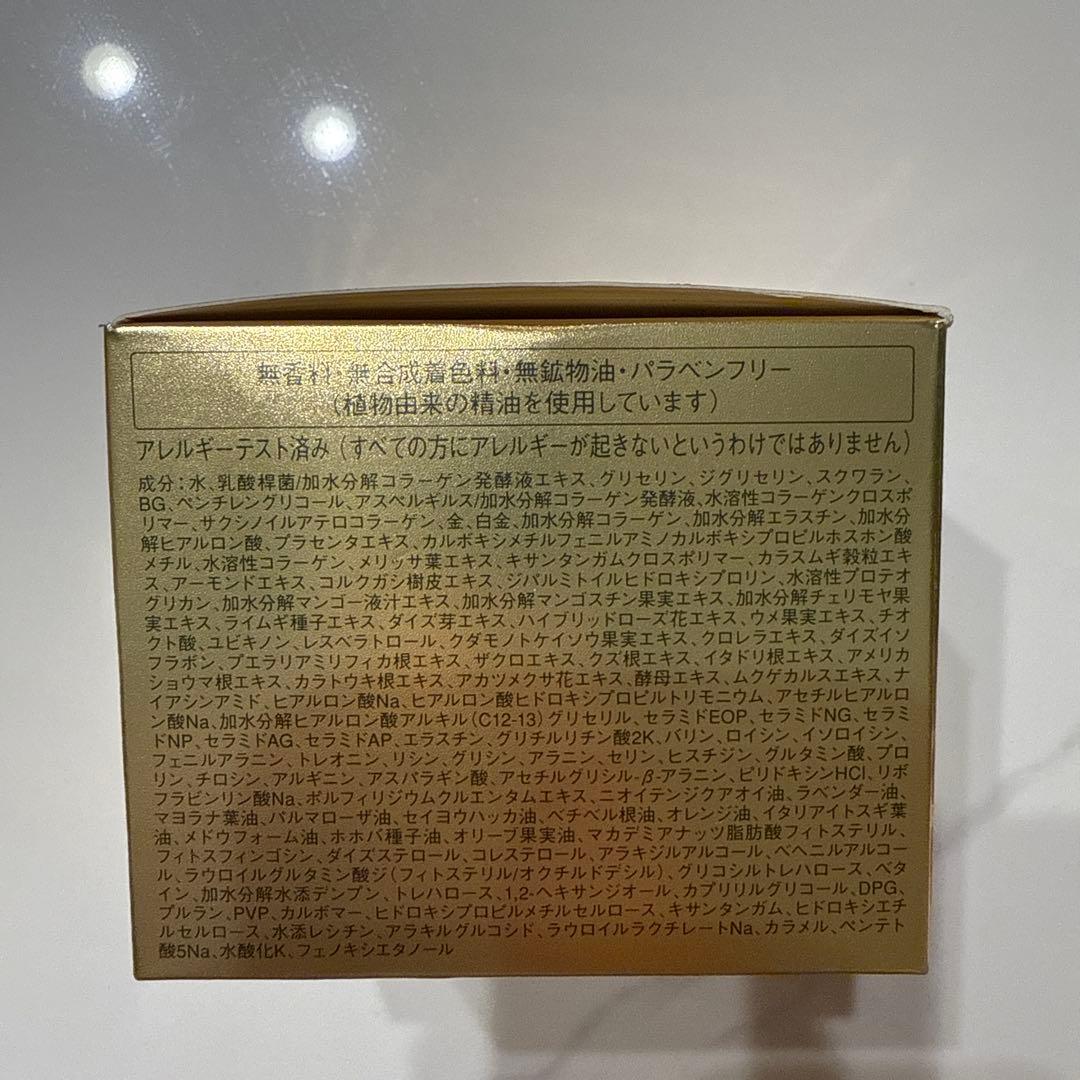 無香料・無合成着色料・無鉱物油・パラベンフリー
(植物由来の精油を使用しています)
アレルギーテスト済み(すべての方にアレルギーが起きないというわけではありません)
成分:水、乳酸桿菌/加水分解コラーゲン発酵液エキス、グリセリン、ジグリセリン、スクワラン、
BG、ペンチレングリコール、アスペルギルス/加水分解コラーゲン発酵液、水溶性コラーゲンクロスポ
リマー、サクシノイルアテロコラーゲン、金、白金、加水分解コラーゲン、加水分解エラスチン、加水分
解ヒアルロン酸、プラセンタエキス、カルボキシメチルフェニルアミノカルボキシプロピルホスホン酸
メチル、水溶性コラーゲン、メリッサ葉エキス、キサンタンガムクロスポリマー、カラスムギ穀粒エキ
ス、アーモンドエキス、コルクガシ樹皮エキス、ジパルミトイルヒドロキシプロリン、水溶性プロテオ
グリカン、加水分解マンゴー液汁エキス、加水分解マンゴスチン果実エキス、加水分解チェリモヤ果
実エキス、ライムギ種子エキス、ダイズ芽エキス、ハイブリッドローズ花エキス、ウメ果実エキス、チオ
クト酸、ユビキノン、レスベラトロール、クダモノトケイソウ果実エキス、クロレラエキス、ダイズイソ
フラボン、プエラリアミリフィカ根エキス、ザクロエキス、クズ根エキス、イタドリ根エキス、アメリカ
ショウマ根エキス、カラトウキ根エキス、アカツメクサ花エキス、酵母エキス、ムクゲカルスエキス、ナ
イアシンアミド、ヒアルロン酸Na、ヒアルロン酸ヒドロキシプロピルトリモニウム、アセチルヒアルロ
ン酸Na、加水分解ヒアルロン酸アルキル(C12-13)グリセリル、セラミドEOP、セラミドNG、セラミ
ドNP、セラミドAG、セラミドAP、エラスチン、グリチルリチン酸2K、バリン、ロイシン、イソロイシン、
フェニルアラニン、トレオニン、リシン、グリシン、アラニン、セリン、ヒスチジン、グルタミン酸、プロ
リン、チロシン、アルギニン、アスパラギン酸、アセチルグリシル-β-アラニン、ピリドキシンHCl、リボ
フラビンリン酸Na、ポルフィリジウムクルエンタムエキス、ニオイテンジクアオイ油、ラベンダー油、
マヨラナ葉油、パルマローザ油、セイヨウハッカ油、ベチベル根油、オレンジ油、イタリアイトスギ葉
油、メドウフォーム油、ホホバ種子油、オリーブ果実油、マカデミアナッツ脂肪酸フィトステリル、
フィトスフィンゴシン、ダイズステロール、コレステロール、アラキジルアルコール、ベヘニルアルコー
ル、ラウロイルグルタミン酸ジ(フィトステリル/オクチルドデシル)、グリコシルトレハロース、ベタ
イン、加水分解水添デンプン、トレハロース、1,2-ヘキサンジオール、カプリリルグリコール、DPG、
プルラン、PVP、カルボマー、ヒドロキシプロピルメチルセルロース、キサンタンガム、ヒドロキシエチ
ルセルロース、水添レシチン、アラキルグルコシド、ラウロイルラクチレートNa、カラメル、ペンテト
酸5Na、水酸化K、フェノキシエタノール